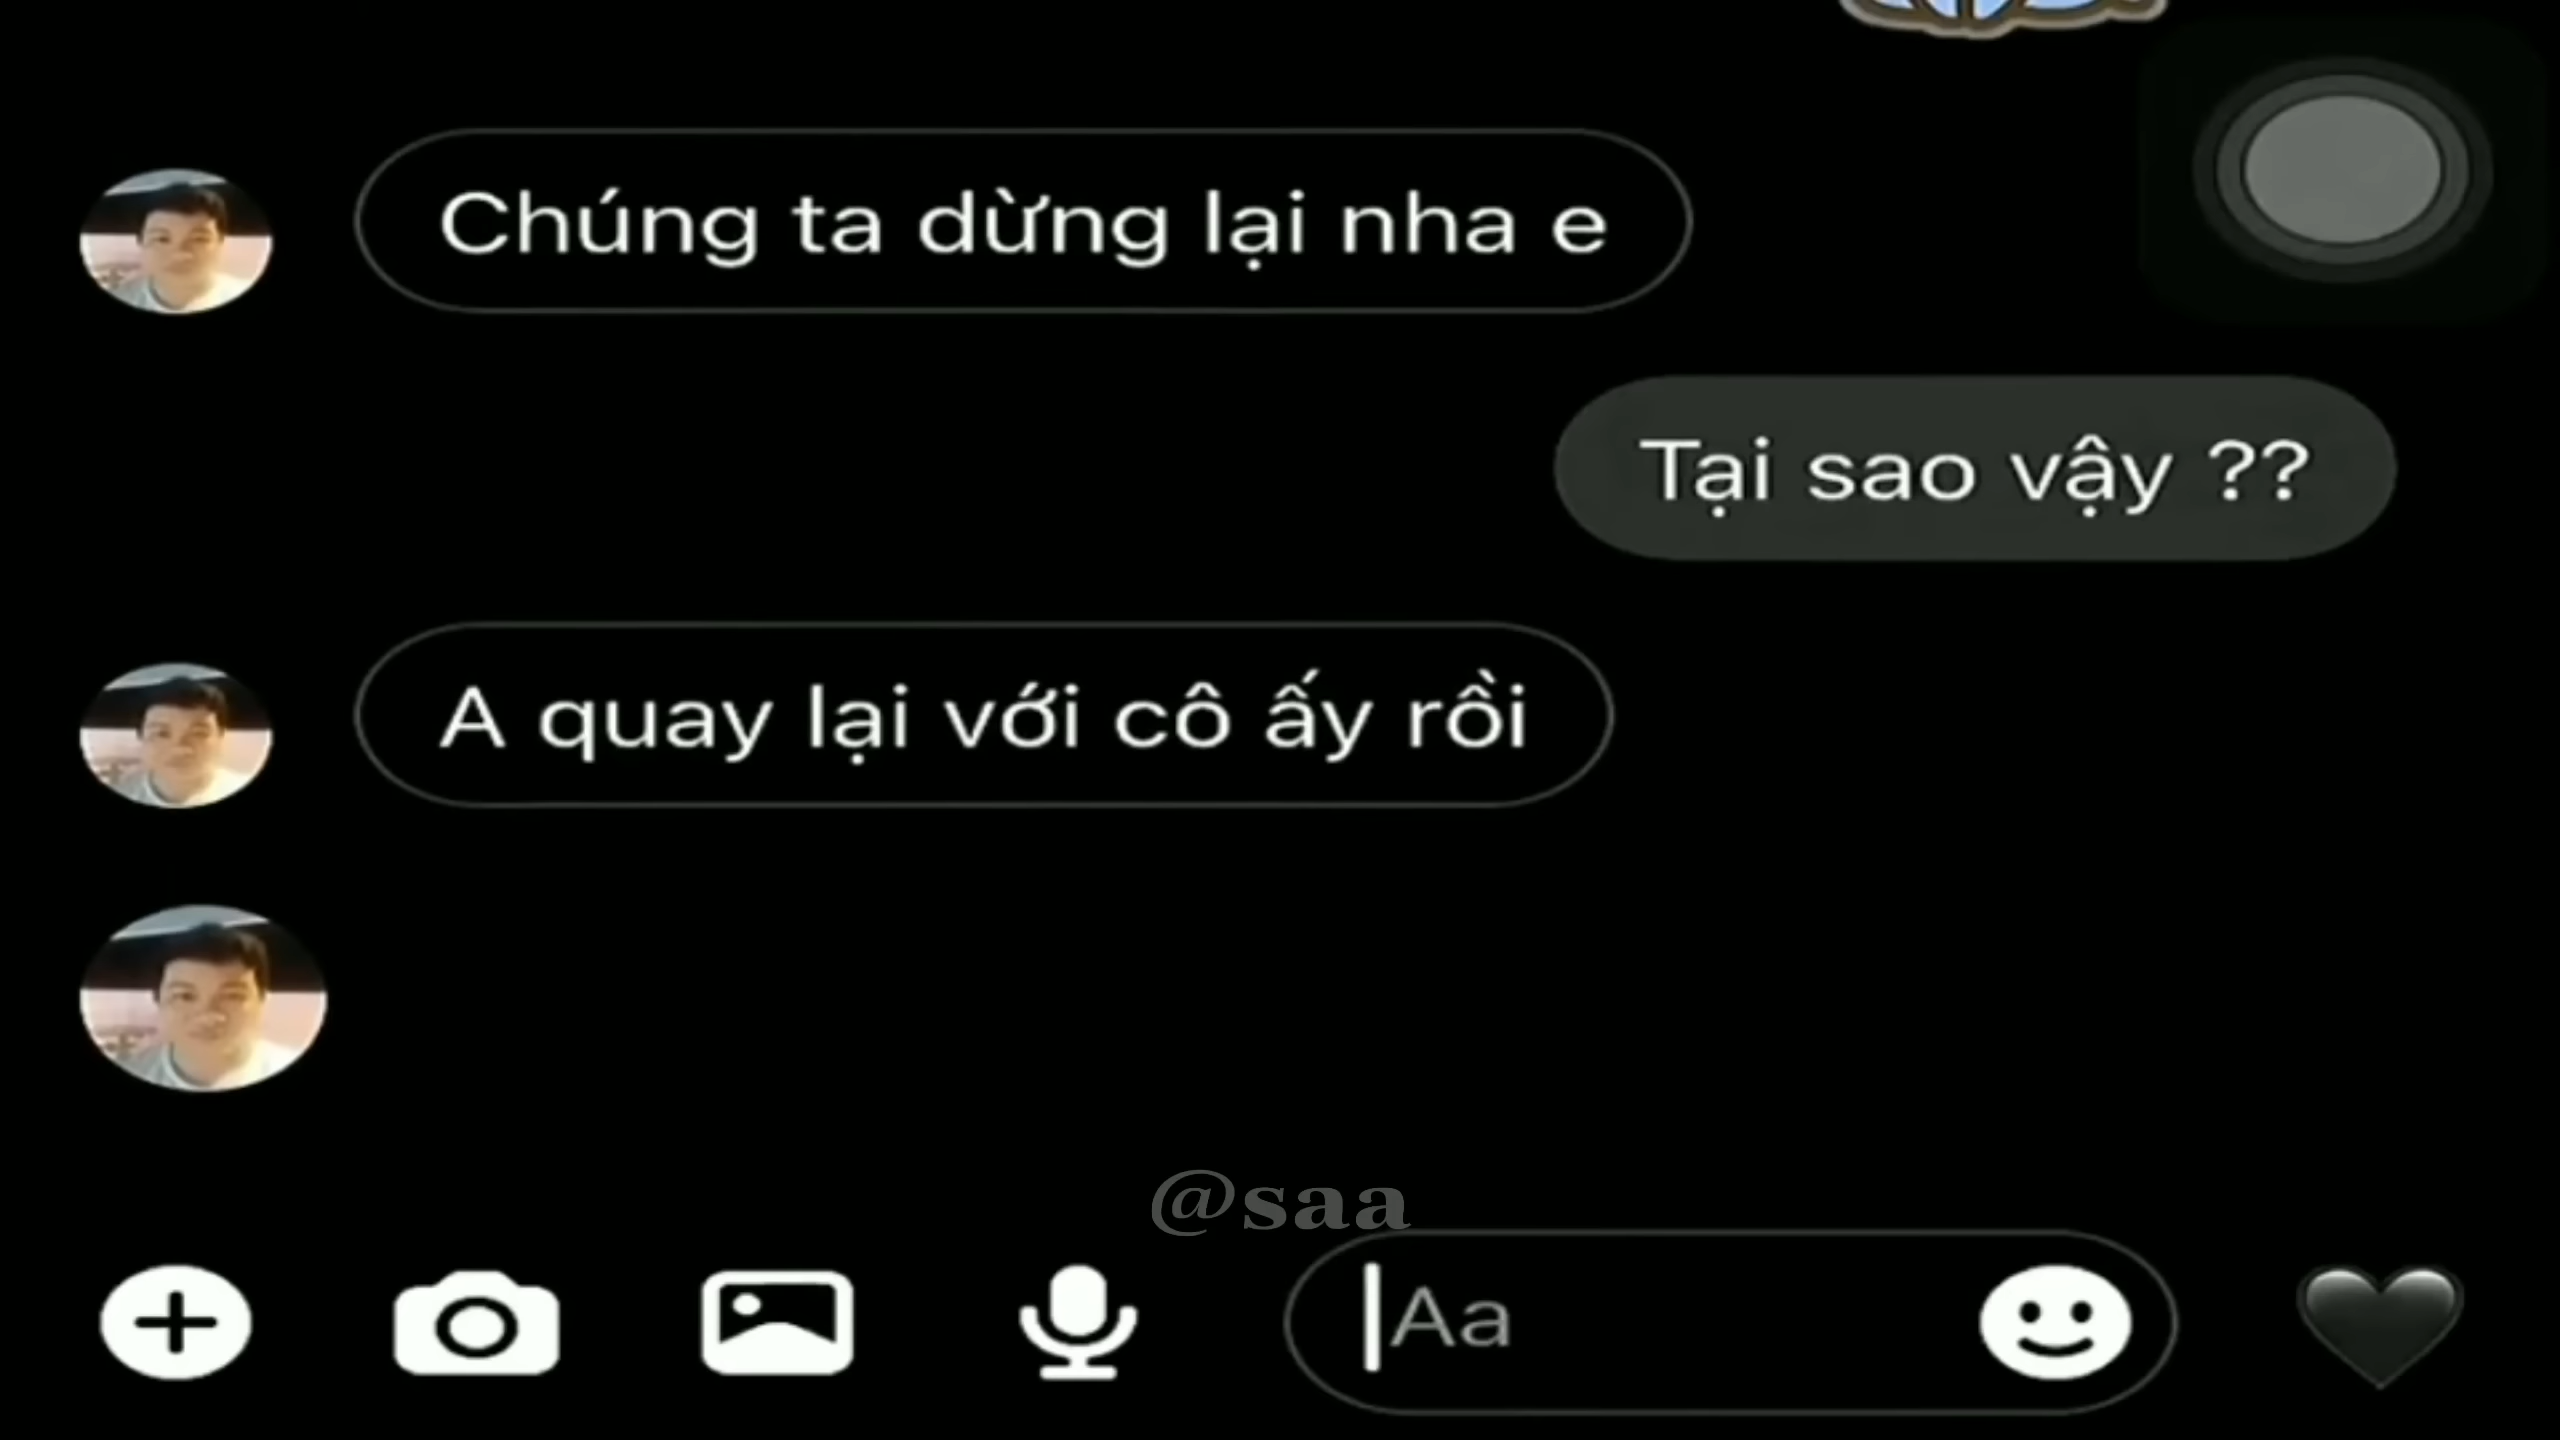 Chúng ta dừng lại nha e
Tại sao vậy ??
A quay lại với cô ấy rồi
@saa
Aa